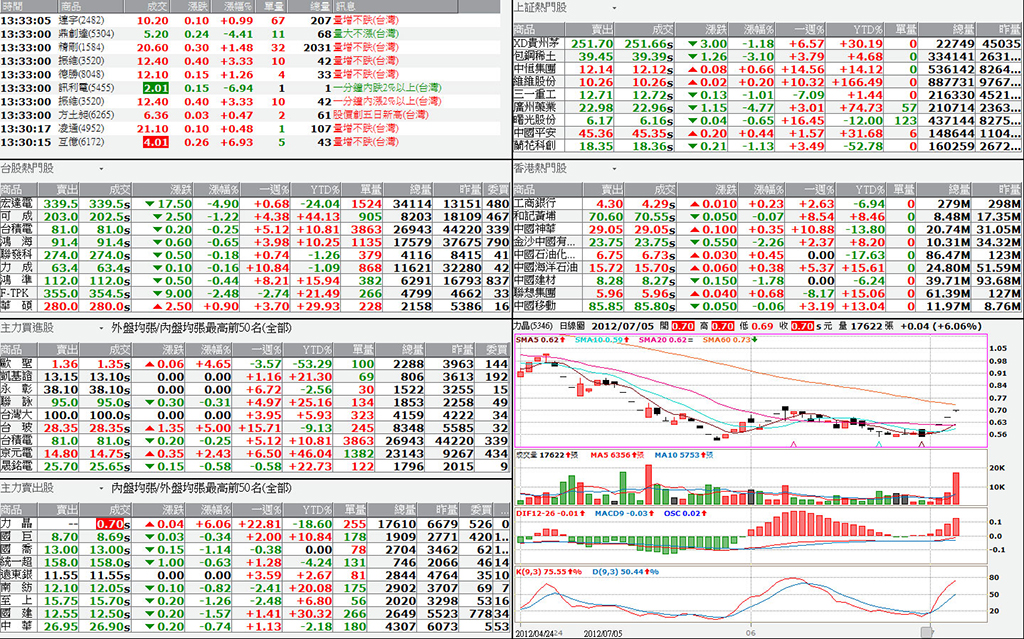 時間 商品 成交 漲跌 漲幅% 單量 總量 訊息
13:33:05 建宇(2482) 10.20 0.10 +0.99 67 207 量增不跌(台灣)
13:33:00 鼎創達(5304) 5.20 0.24 -4.41 11 68 量大不漲(台灣)
13:33:00 精剛(1584) 20.60 0.30 +1.48 32 2031 量增不跌(台灣)
13:33:00 振維(3520) 12.40 0.40 +3.33 10 42 量增不跌(台灣)
13:33:00 德勝(8048) 12.10 0.15 +1.26 4 33 量增不跌(台灣)
13:33:00 訊利電(5455) 2.01 0.15 -6.94 1 1 一分鐘內跌2%以上(台灣)
13:33:00 振維(3520) 12.40 0.40 +3.33 10 42 一分鐘內漲2%以上(台灣)
13:33:00 方土昶(6265) 6.36 0.03 +0.47 2 61 股價創五日新高(台灣)
13:30:17 凌通(4952) 21.10 0.10 +0.48 1 107 量增不跌(台灣)
13:30:15 互億(6172) 4.01 0.26 +6.93 5 43 量增不跌(台灣)
上証熱門股
商品 賣出 成交 漲跌 漲幅% 一週% YTD% 單量 總量 昨量
XD貴州茅 251.70 251.66s ▼3.00 -1.18 +6.57 +30.19 0 22749 45035
包鋼稀土 39.45 39.39s ▼1.26 -3.10 +3.79 +4.68 0 334141 2631...
中恒集團 12.14 12.12s ▲0.08 +0.66 +14.56 +14.12 0 536142 8264...
維維股份 10.26 10.26s ▲0.02 +0.20 +10.32 +166.49 0 887731 9767...
三一重工 12.71 12.72s ▼0.13 -1.01 -7.09 +1.44 0 216330 4521...
廣州藥業 22.98 22.96s ▼1.15 -4.77 +3.01 +74.73 57 210714 2363...
曙光股份 6.17 6.16s ▼0.04 -0.65 +16.45 -12.00 123 437144 8275...
中國平安 45.36 45.35s ▲0.20 +0.44 +1.57 +31.68 6 148644 1104...
蘭花科創 18.35 18.36s ▼0.21 -1.13 +3.49 -52.78 0 160259 2672...
台股熱門股
商品 賣出 成交 漲跌 漲幅% 一週% YTD% 單量 總量 昨量 委買
宏達電 339.5 339.5s ▼17.50 -4.90 +0.68 -24.04 1524 34114 13151 480
可 成 203.0 202.5s ▼2.50 -1.22 +4.38 +44.13 905 8203 18109 467
台積電 81.0 81.0s ▼0.20 -0.25 +5.12 +10.81 3863 26943 44220 339
鴻 海 91.4 91.4s ▼0.60 -0.65 +3.98 +10.25 1135 17579 37675 790
聯發科 274.0 274.0s ▼0.50 -0.18 +0.74 -1.26 379 4116 8415 41
力 成 63.4 63.4s ▼0.10 -0.16 +10.84 -1.09 868 11621 32280 42
鴻 準 112.0 112.0s ▼0.50 -0.44 +8.21 +15.94 382 6291 16793 837
F-TPK 355.0 354.5s ▼9.00 -2.48 -2.74 +21.49 266 4799 4662 33
華 碩 280.0 280.0s ▲2.50 +0.90 +3.70 +29.93 228 2158 5386 16
香港熱門股
商品 賣出 成交 漲跌 漲幅% 一週% YTD% 單量 總量 昨量
工商銀行 4.30 4.29s ▲0.010 +0.23 +2.63 -6.94 0 279M 298M
和記黃埔 70.60 70.55s ▼0.050 -0.07 +8.54 +8.46 0 8.48M 17.35M
中國神華 29.05 29.05s ▲0.100 +0.35 +10.88 -13.80 0 20.74M 31.05M
金沙中國有... 23.75 23.75s ▼0.550 -2.26 +2.37 +8.20 0 10.31M 34.32M
中國石油化... 6.75 6.73s ▲0.030 +0.45 0.00 -17.63 0 86.47M 123M
中國海洋石油 15.72 15.70s ▲0.060 +0.38 +5.37 +15.61 0 24.80M 51.59M
中國建材 8.28 8.27s ▼0.150 -1.78 0.00 -6.24 0 39.71M 93.68M
聯想集團 5.96 5.96s ▲0.040 +0.68 -8.17 +15.06 0 61.39M 127M
中國移動 85.85 85.80s ▼0.050 -0.06 +3.19 +13.04 0 11.97M 8.76M
主力買進股 外盤均張/內盤均張最高前50名(全部)
商品 賣出 成交 漲跌 漲幅% 一週% YTD% 單量 總量 昨量 委買
歐 聖 1.36 1.35s ▲0.06 +4.65 -3.57 -53.29 100 2288 3963 144
凱基證 13.15 13.10s 0.00 0.00 +1.16 +21.30 69 806 3613 192
永 彰 38.10 38.10s 0.00 0.00 +6.72 -2.56 30 1522 3255 151
聯 詠 95.0 95.0s ▼0.30 -0.31 +4.97 +25.16 134 1853 2258 49
台灣大 100.0 100.0s 0.00 0.00 +3.95 +5.93 323 4159 4222 34
台 玻 28.35 28.35s ▲1.35 +5.00 +15.71 -9.13 245 8348 5585 32
台積電 81.0 81.0s ▼0.20 -0.25 +5.12 +10.81 3863 26943 44220 339
京元電 14.80 14.75s ▲0.35 +2.43 +6.50 +46.04 1382 23143 9267 434
晟銘電 25.70 25.65s ▼0.15 -0.58 -0.58 +22.73 122 1796 2015 9
主力賣出股 內盤均張/外盤均張最高前50名(全部)
商品 賣出 成交 漲跌 漲幅% 一週% YTD% 單量 總量 昨量 委買 ...
力 晶 -- 0.70s ▲0.04 +6.06 +22.81 -18.60 255 17610 6679 526 0
國 巨 8.70 8.69s ▼0.03 -0.34 +2.00 +10.84 178 1909 2771 420 1..
國 喬 13.00 13.00s ▼0.15 -1.14 -0.38 0.00 78 2704 3462 62 1..
統一超 158.0 158.0s ▼1.00 -0.63 +1.28 -4.24 131 746 2066 46 14
遠東銀 11.55 11.55s 0.00 0.00 +3.59 +2.67 81 2844 4764 35 10
南 紡 12.10 12.05s ▼0.10 -0.82 -2.41 +20.08 175 2902 3707 69 7
至 上 15.75 15.70s ▼0.20 -1.26 -2.48 +6.80 56 2020 3298 53 16
國 建 12.55 12.50s ▼0.20 -1.57 +1.41 +30.32 266 2649 5523 778 34
中 華 26.95 26.90s ▼0.20 -0.74 +1.13 -2.18 180 4307 6073 5 53
力晶(5346) 日線圖 2012/07/05 開 0.70 高 0.70 低 0.69 收 0.70 s元 量 17622張 +0.04 (+6.06%)
SMA5 0.62 SMA10 0.59 SMA20 0.62 SMA60 0.73
1.05
0.98
0.91
0.84
0.77
0.70
0.63
0.56
成交量 17622張 MA5 6356張 MA10 5753張
20K
10K
DIF12-26 -0.01 MACD9 -0.03 OSC 0.02
0.1
0.0
-0.1
K(9,3) 75.55% D(9,3) 50.44%
80
50
20
2012/04/24 2012/07/05 06